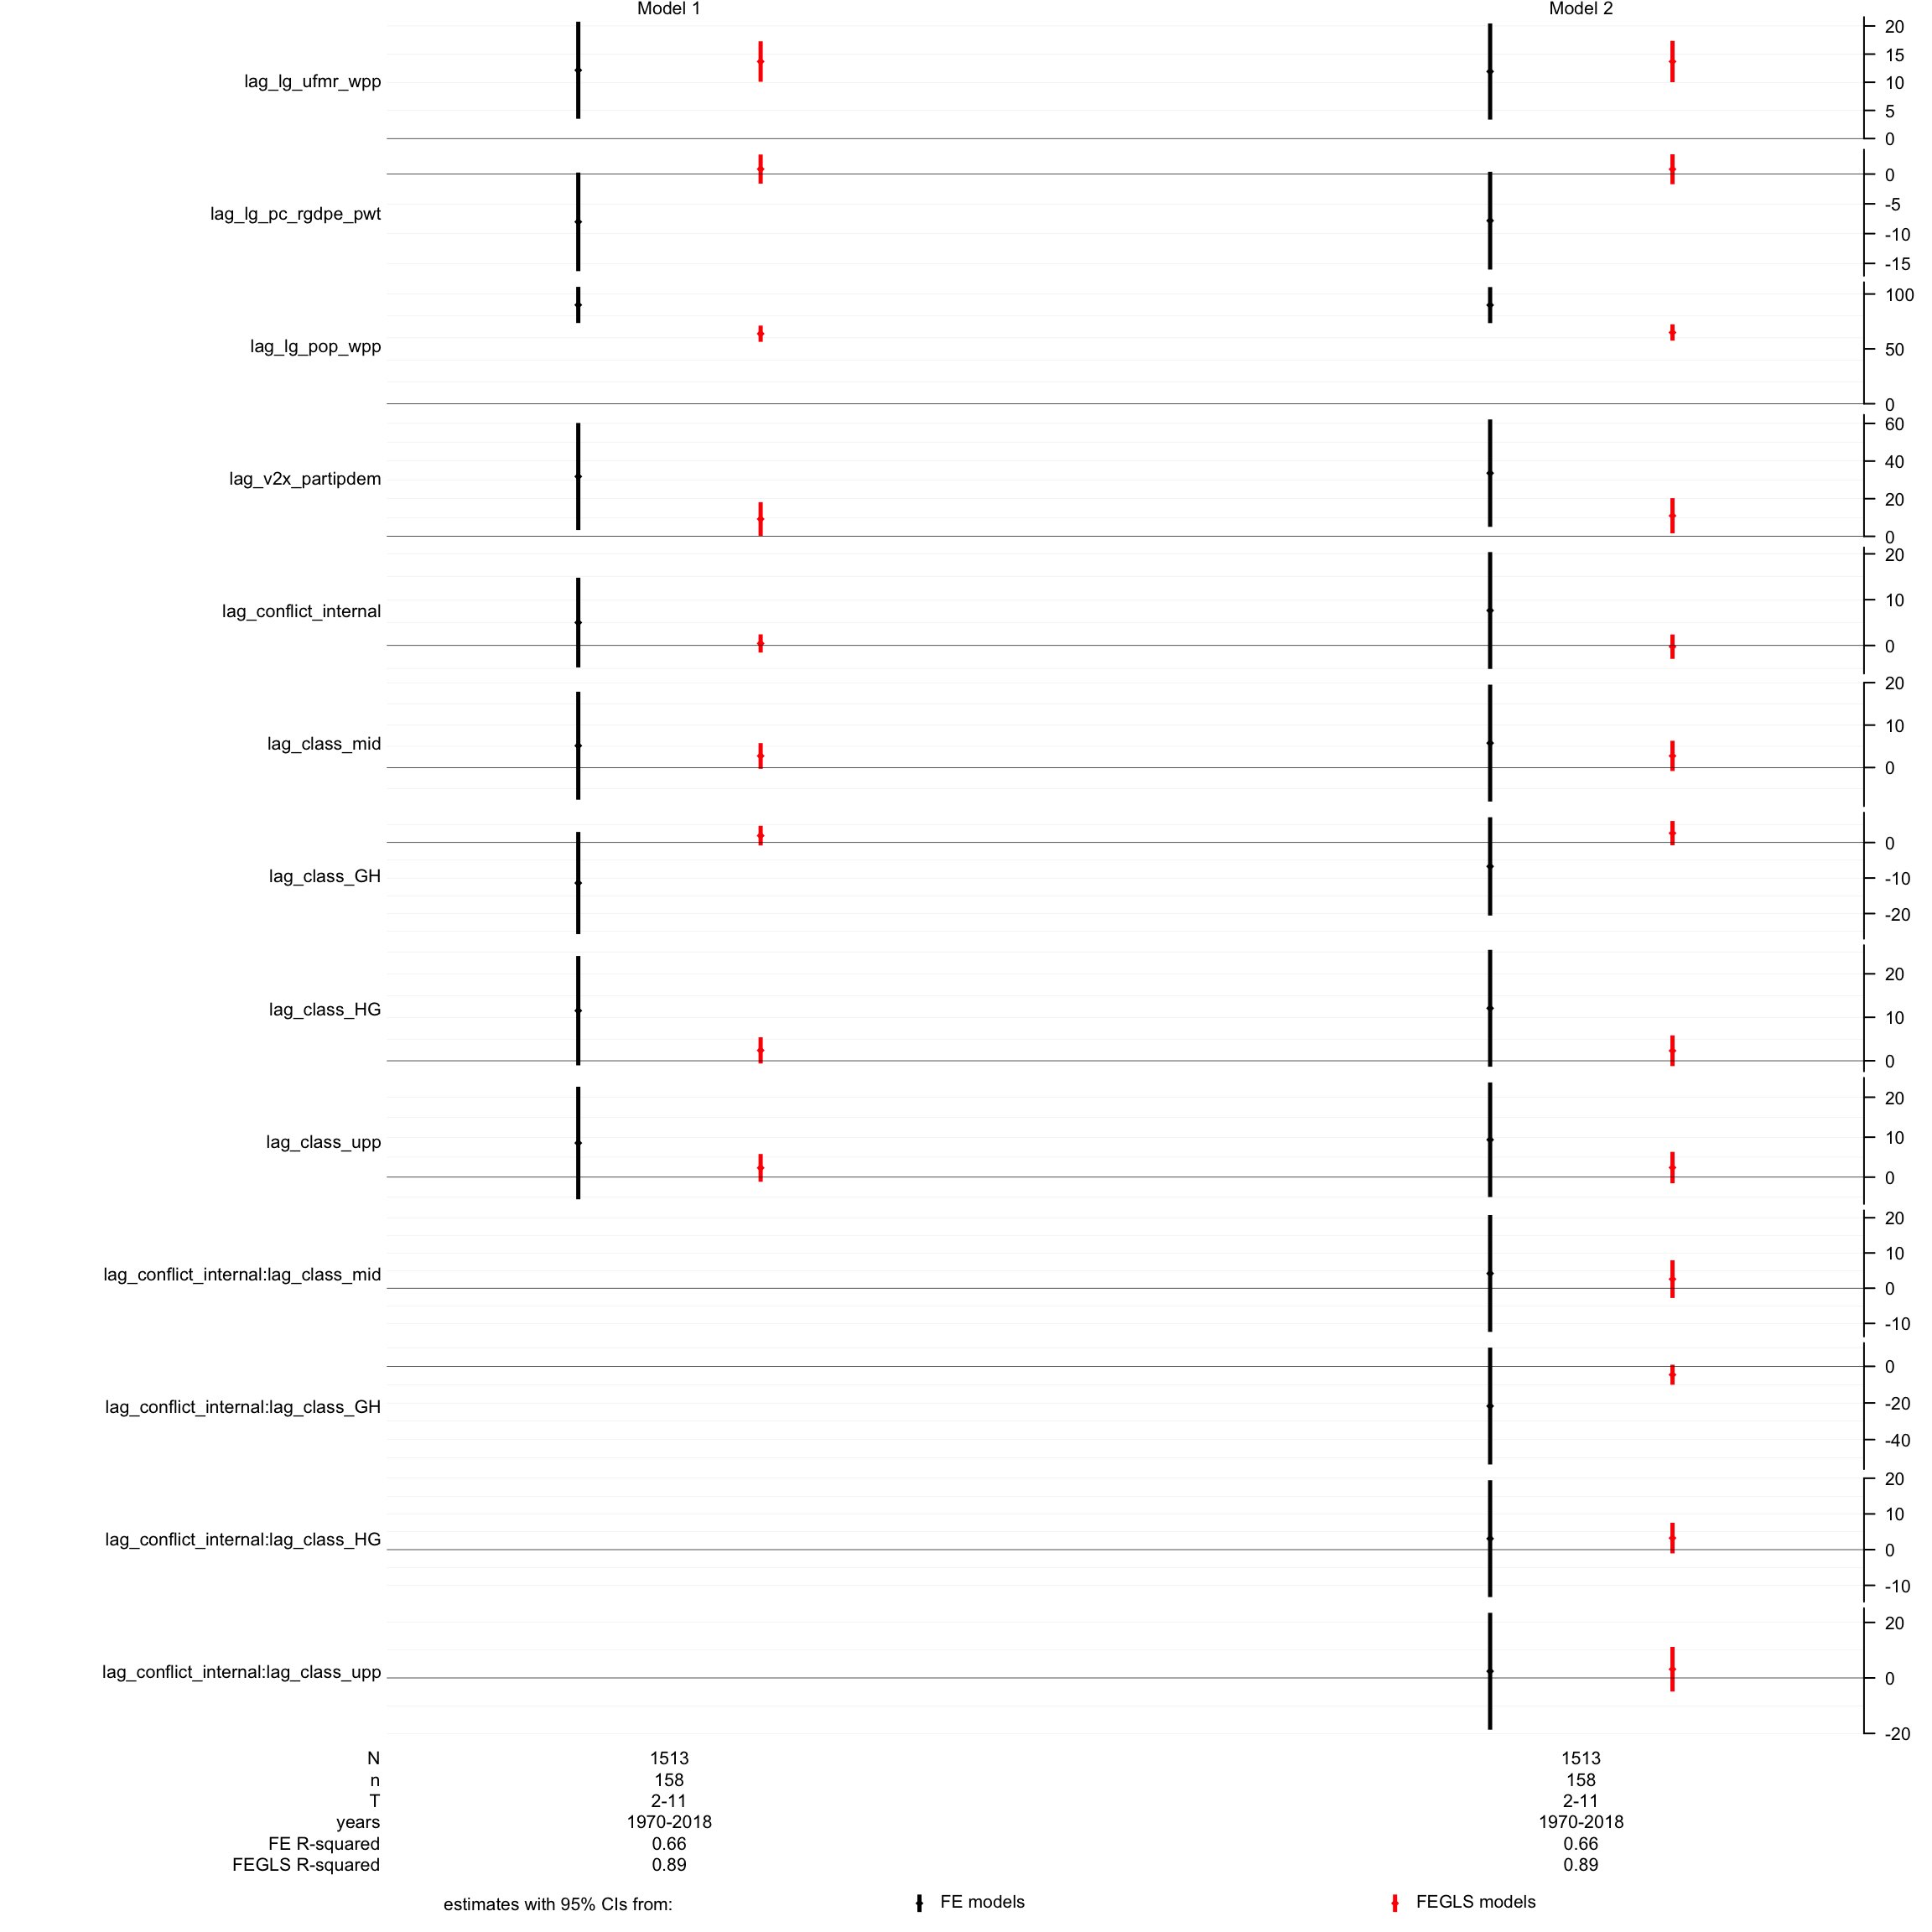 Model 1 Model 2
lag_lg_ufmr_wpp
20
15
10
5
0
lag_lg_pc_rgdpe_pwt
0
-5
-10
-15
lag_lg_pop_wpp
100
50
0
lag_v2x_partipdem
60
40
20
0
lag_conflict_internal
20
10
0
lag_class_mid
20
10
0
lag_class_GH
0
-10
-20
lag_class_HG
20
10
0
lag_class_upp
20
10
0
lag_conflict_internal:lag_class_mid
20
10
0
-10
lag_conflict_internal:lag_class_GH
0
-20
-40
lag_conflict_internal:lag_class_HG
20
10
0
-10
lag_conflict_internal:lag_class_upp
20
0
-20
N 1513 1513
n 158 158
T 2-11 2-11
years 1970-2018 1970-2018
FE R-squared 0.66 0.66
FEGLS R-squared 0.89 0.89
estimates with 95% CIs from: FE models FEGLS models